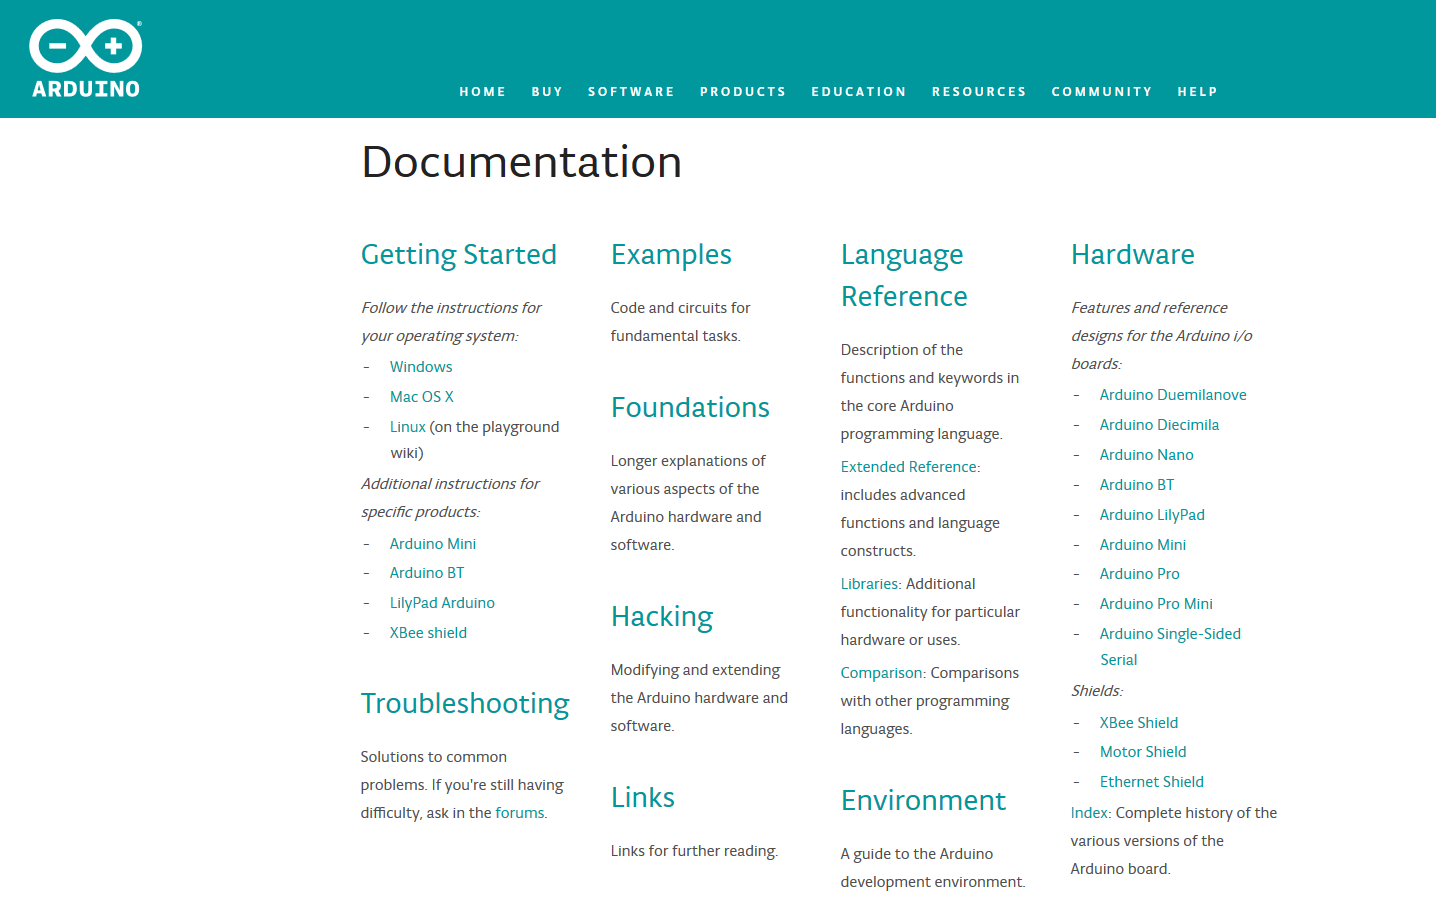 ARDUINO
HOME BUY SOFTWARE PRODUCTS EDUCATION RESOURCES COMMUNITY HELP
Documentation
Getting Started
Follow the instructions for
your operating system:
- Windows
- Mac OS X
- Linux (on the playground
wiki)
Additional instructions for
specific products:
- Arduino Mini
- Arduino BT
- LilyPad Arduino
- XBee shield
Troubleshooting
Solutions to common
problems. If you're still having
difficulty, ask in the forums.
Examples
Code and circuits for
fundamental tasks.
Foundations
Longer explanations of
various aspects of the
Arduino hardware and
software.
Hacking
Modifying and extending
the Arduino hardware and
software.
Links
Links for further reading.
Language
Reference
Description of the
functions and keywords in
the core Arduino
programming language.
Extended Reference:
includes advanced
functions and language
constructs.
Libraries: Additional
functionality for particular
hardware or uses.
Comparison: Comparisons
with other programming
languages.
Environment
A guide to the Arduino
development environment.
Hardware
Features and reference
designs for the Arduino i/o
boards:
- Arduino Duemilanove
- Arduino Diecimila
- Arduino Nano
- Arduino BT
- Arduino LilyPad
- Arduino Mini
- Arduino Pro
- Arduino Pro Mini
- Arduino Single-Sided
Serial
Shields:
- XBee Shield
- Motor Shield
- Ethernet Shield
Index: Complete history of the
various versions of the
Arduino board.